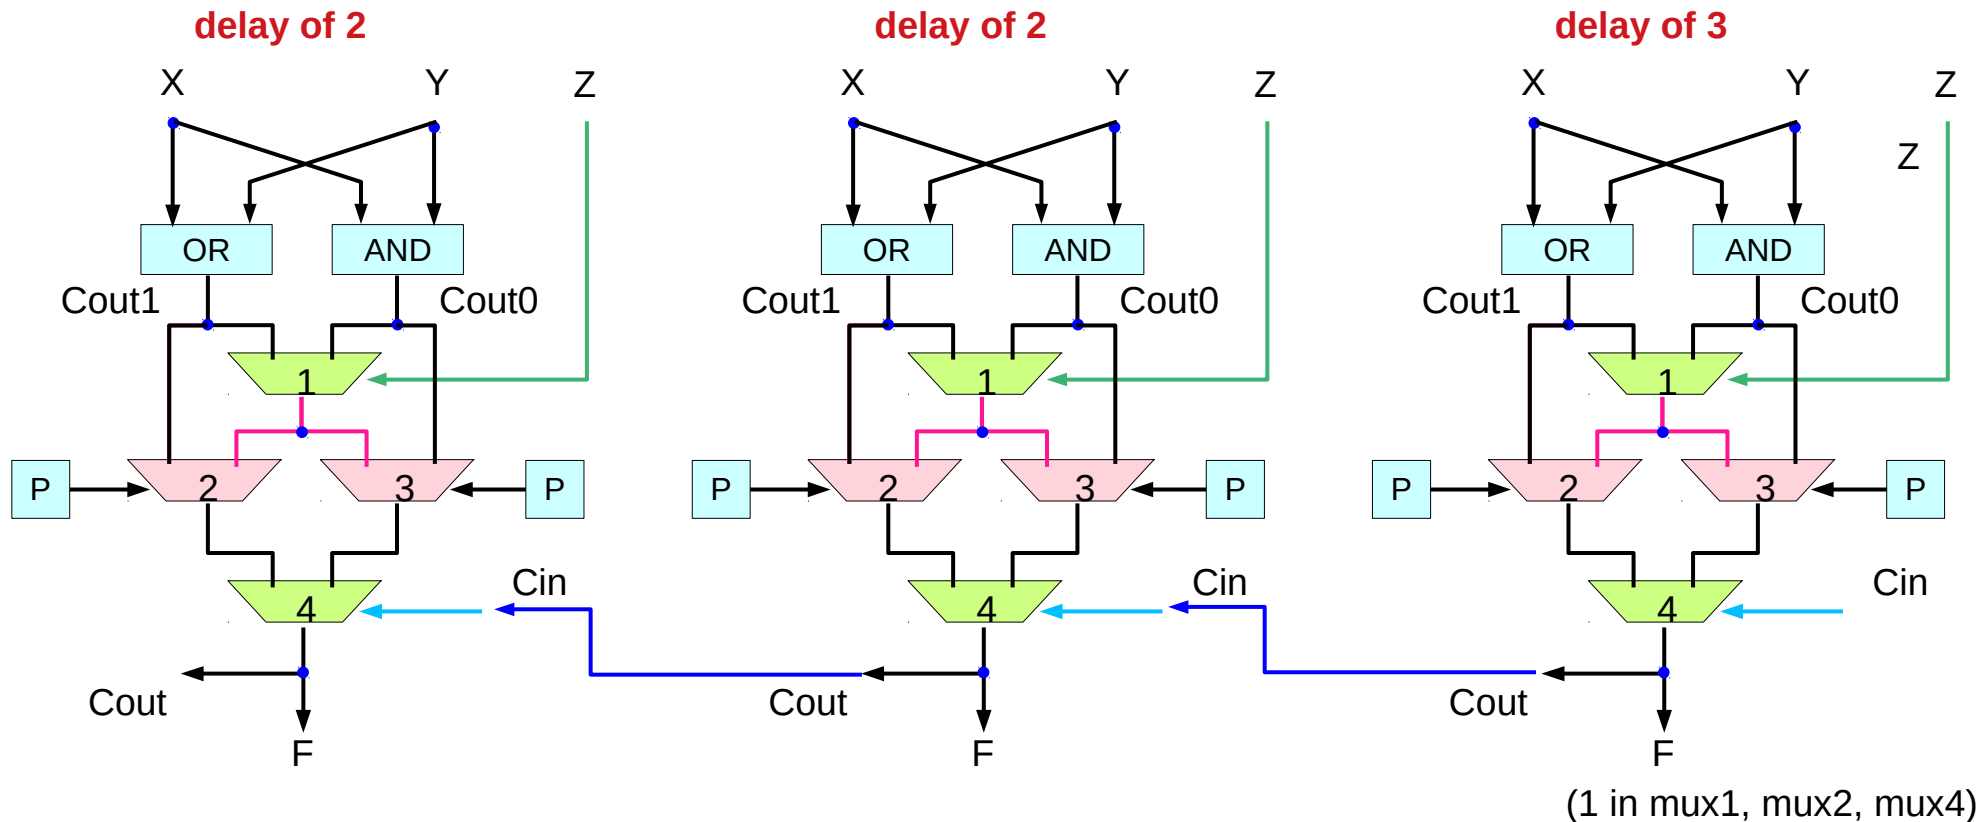 delay of 2 delay of 2 delay of 3
X Y Z X Y Z X Y Z
Z
OR AND OR AND OR AND
Cout1 Cout0 Cout1 Cout0 Cout1 Cout0
1 1 1
P 2 3 P P 2 3 P P 2 3 P
Cin Cin Cin
4 4 4
Cout Cout Cout
F F F
(1 in mux1, mux2, mux4)